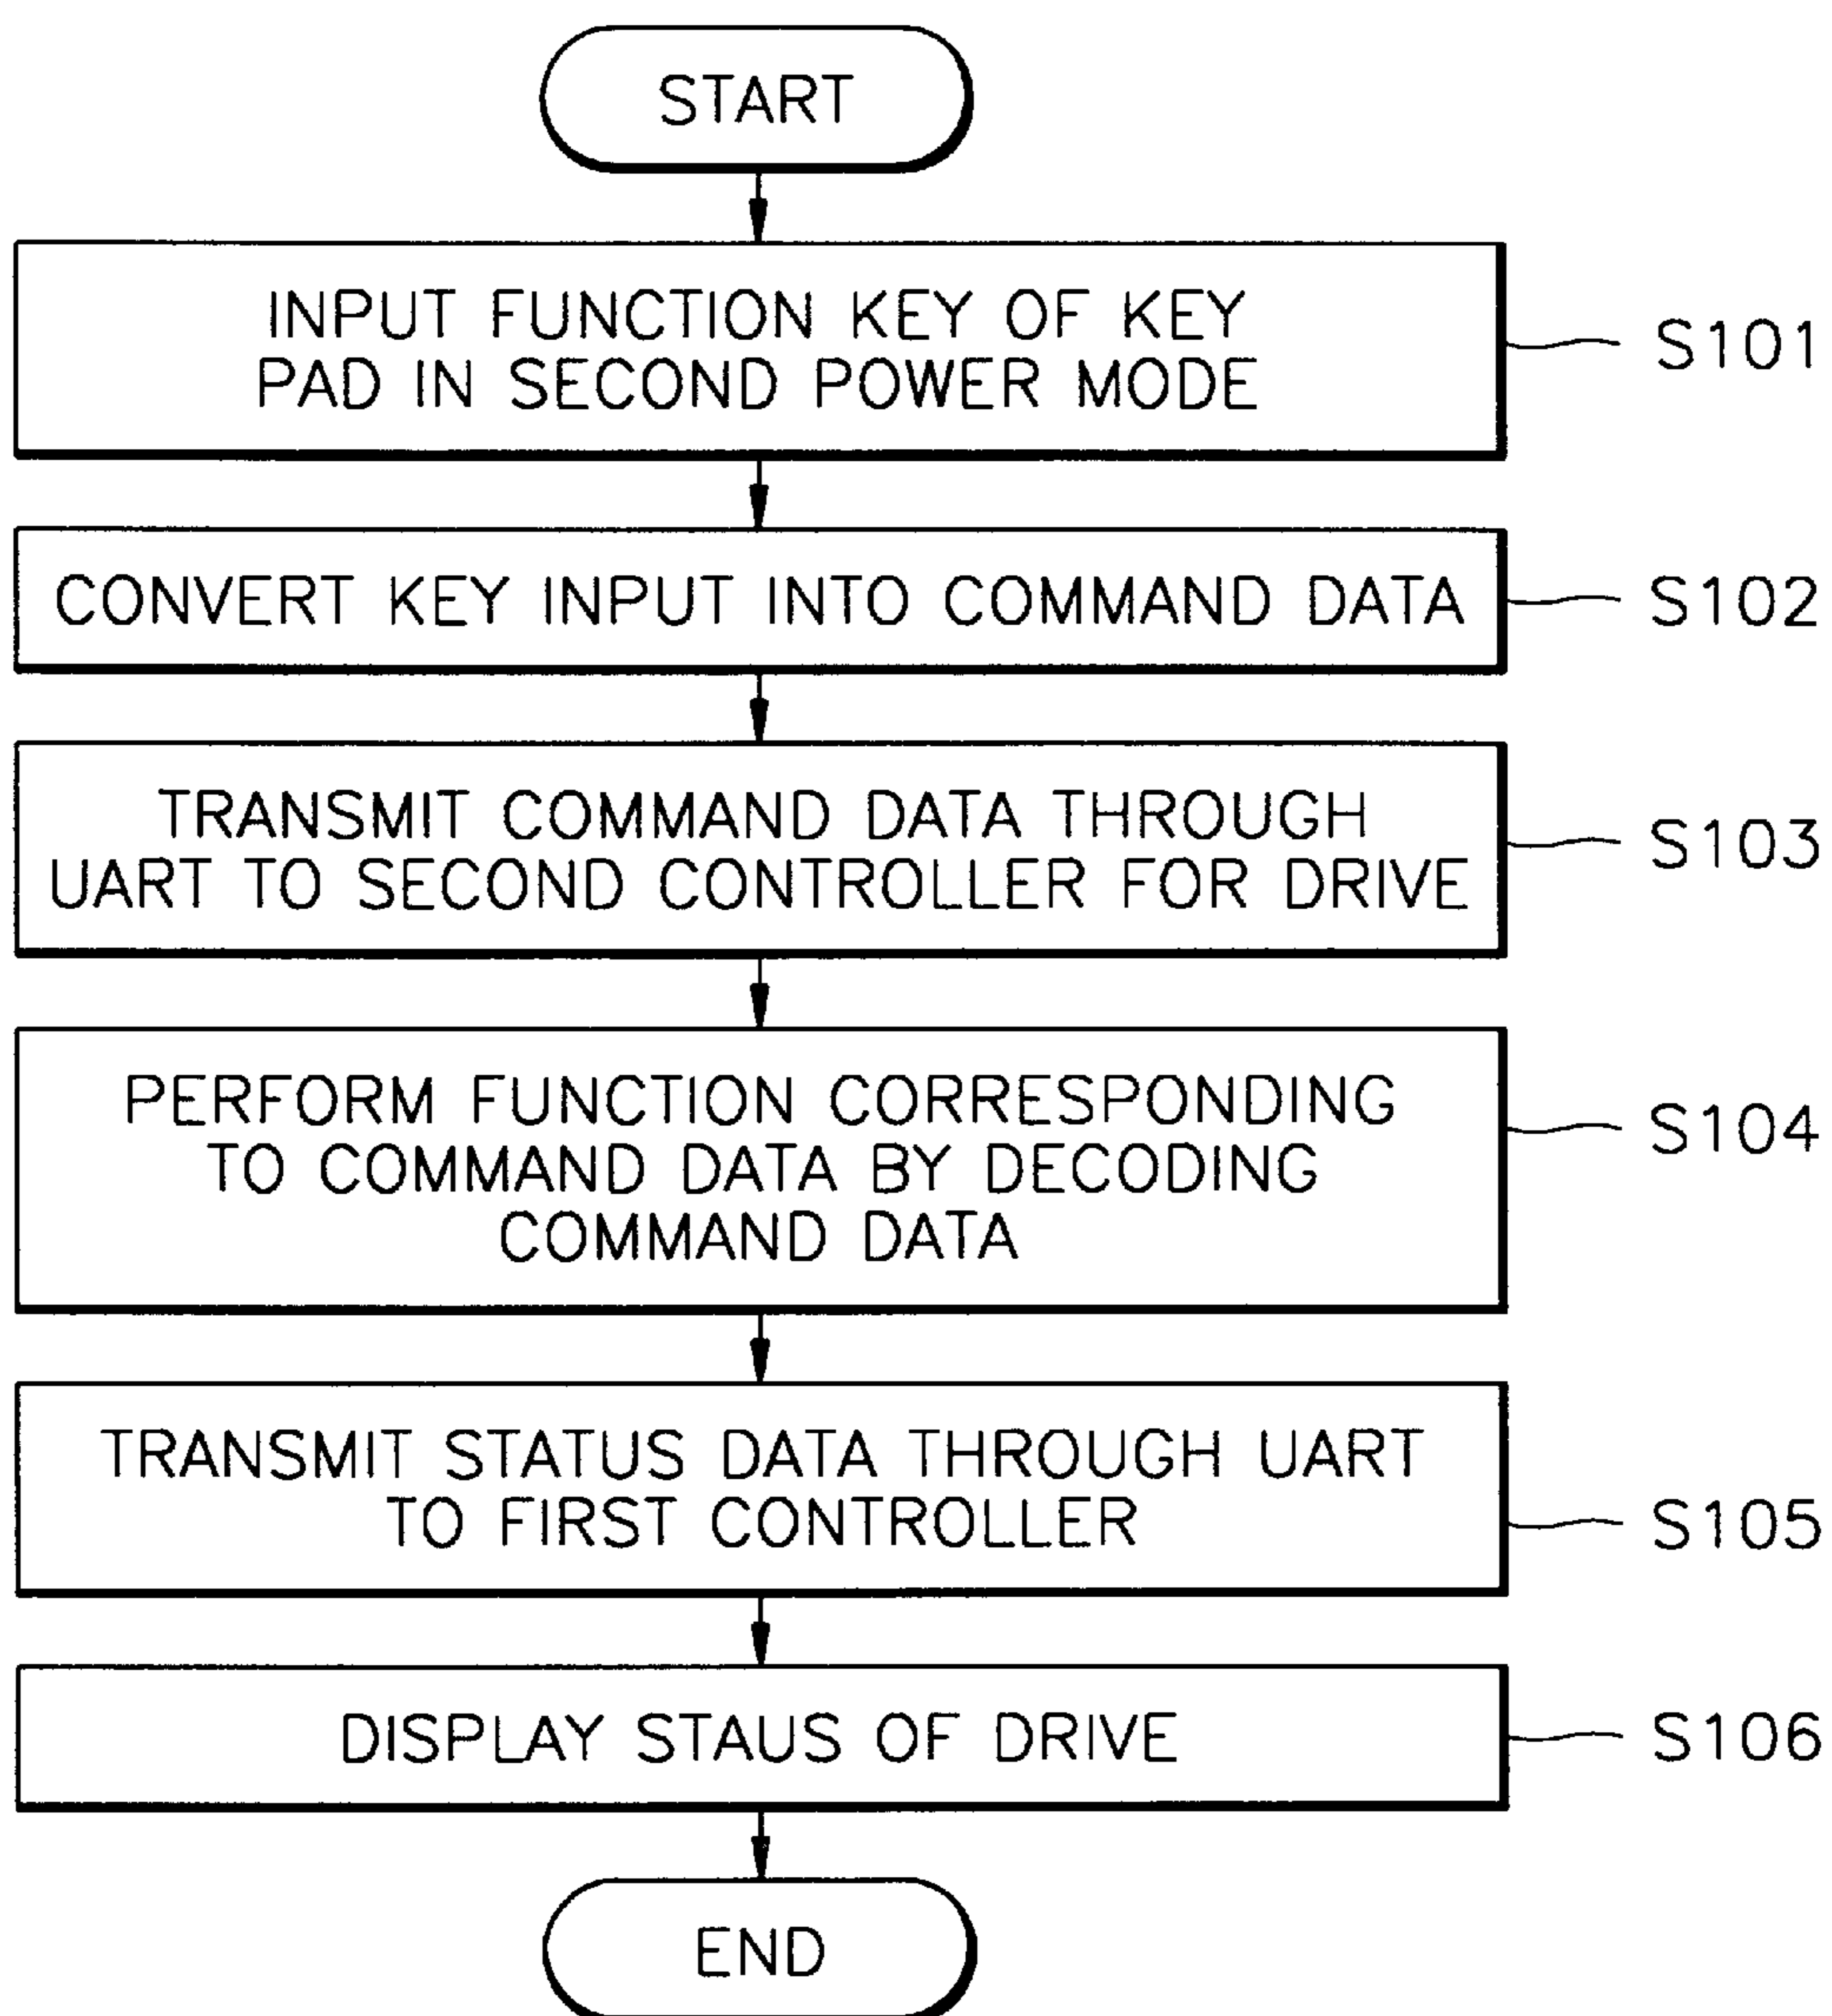 START
INPUT FUNCTION KEY OF KEY
PAD IN SECOND POWER MODE
S101
CONVERT KEY INPUT INTO COMMAND DATA
S102
TRANSMIT COMMAND DATA THROUGH
UART TO SECOND CONTROLLER FOR DRIVE
S103
PERFORM FUNCTION CORRESPONDING
TO COMMAND DATA BY DECODING
COMMAND DATA
S104
TRANSMIT STATUS DATA THROUGH UART
TO FIRST CONTROLLER
S105
DISPLAY STAUS OF DRIVE
S106
END